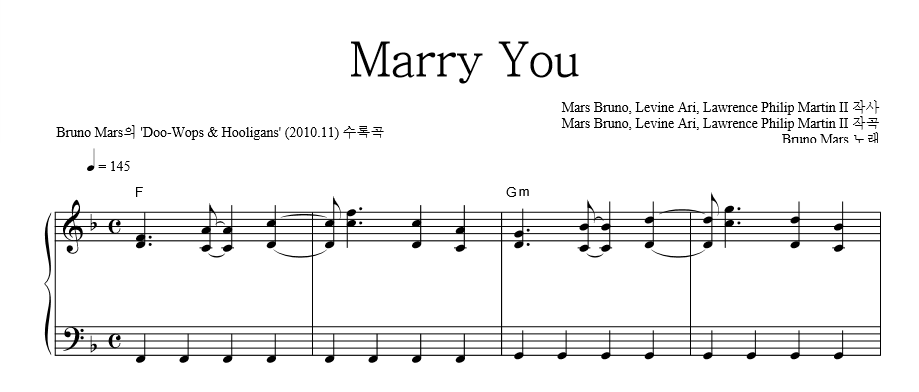 Marry You
Mars Bruno, Levine Ari, Lawrence Philip Martin II 작사
Bruno Mars의 'Doo-Wops & Hooligans' (2010.11) 수록곡
Mars Bruno, Levine Ari, Lawrence Philip Martin II 작곡
Bruno Mars 노래
= 145
F
Gm